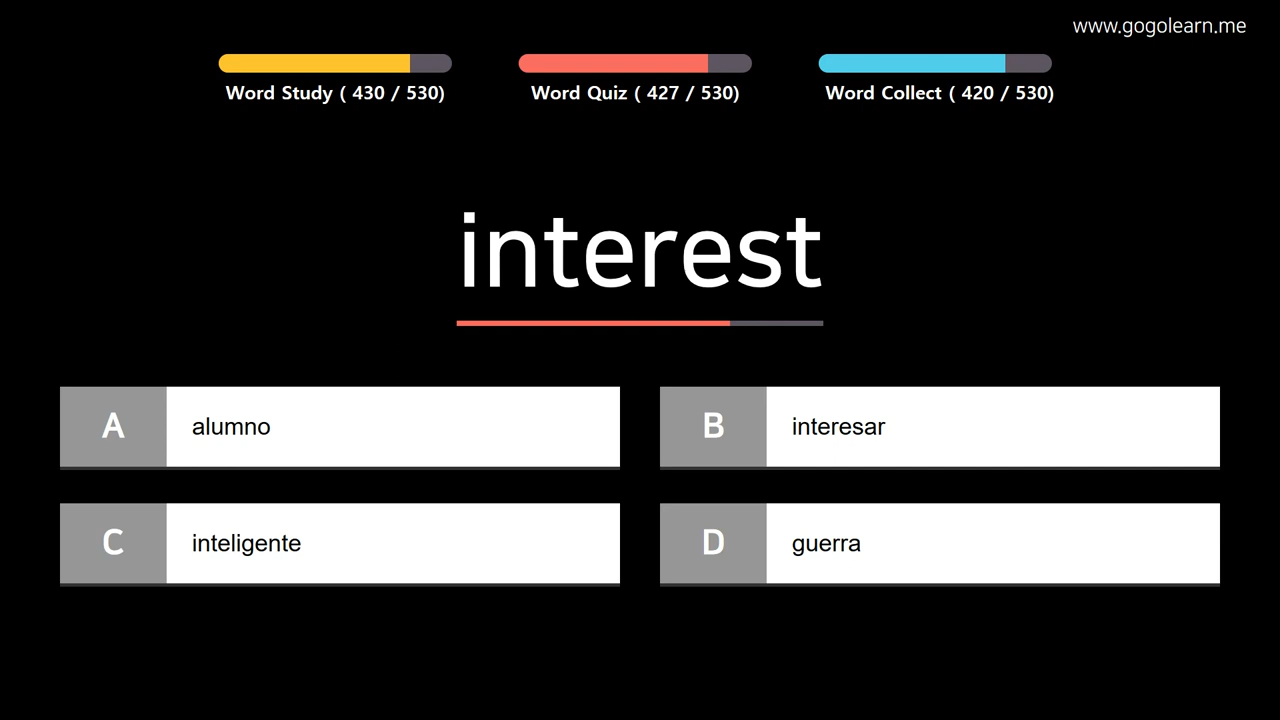 www.gogolearn.me
Word Study ( 430 / 530)
Word Quiz ( 427 / 530)
Word Collect ( 420 / 530)
interest
A
alumno
B
interesar
C
inteligente
D
guerra